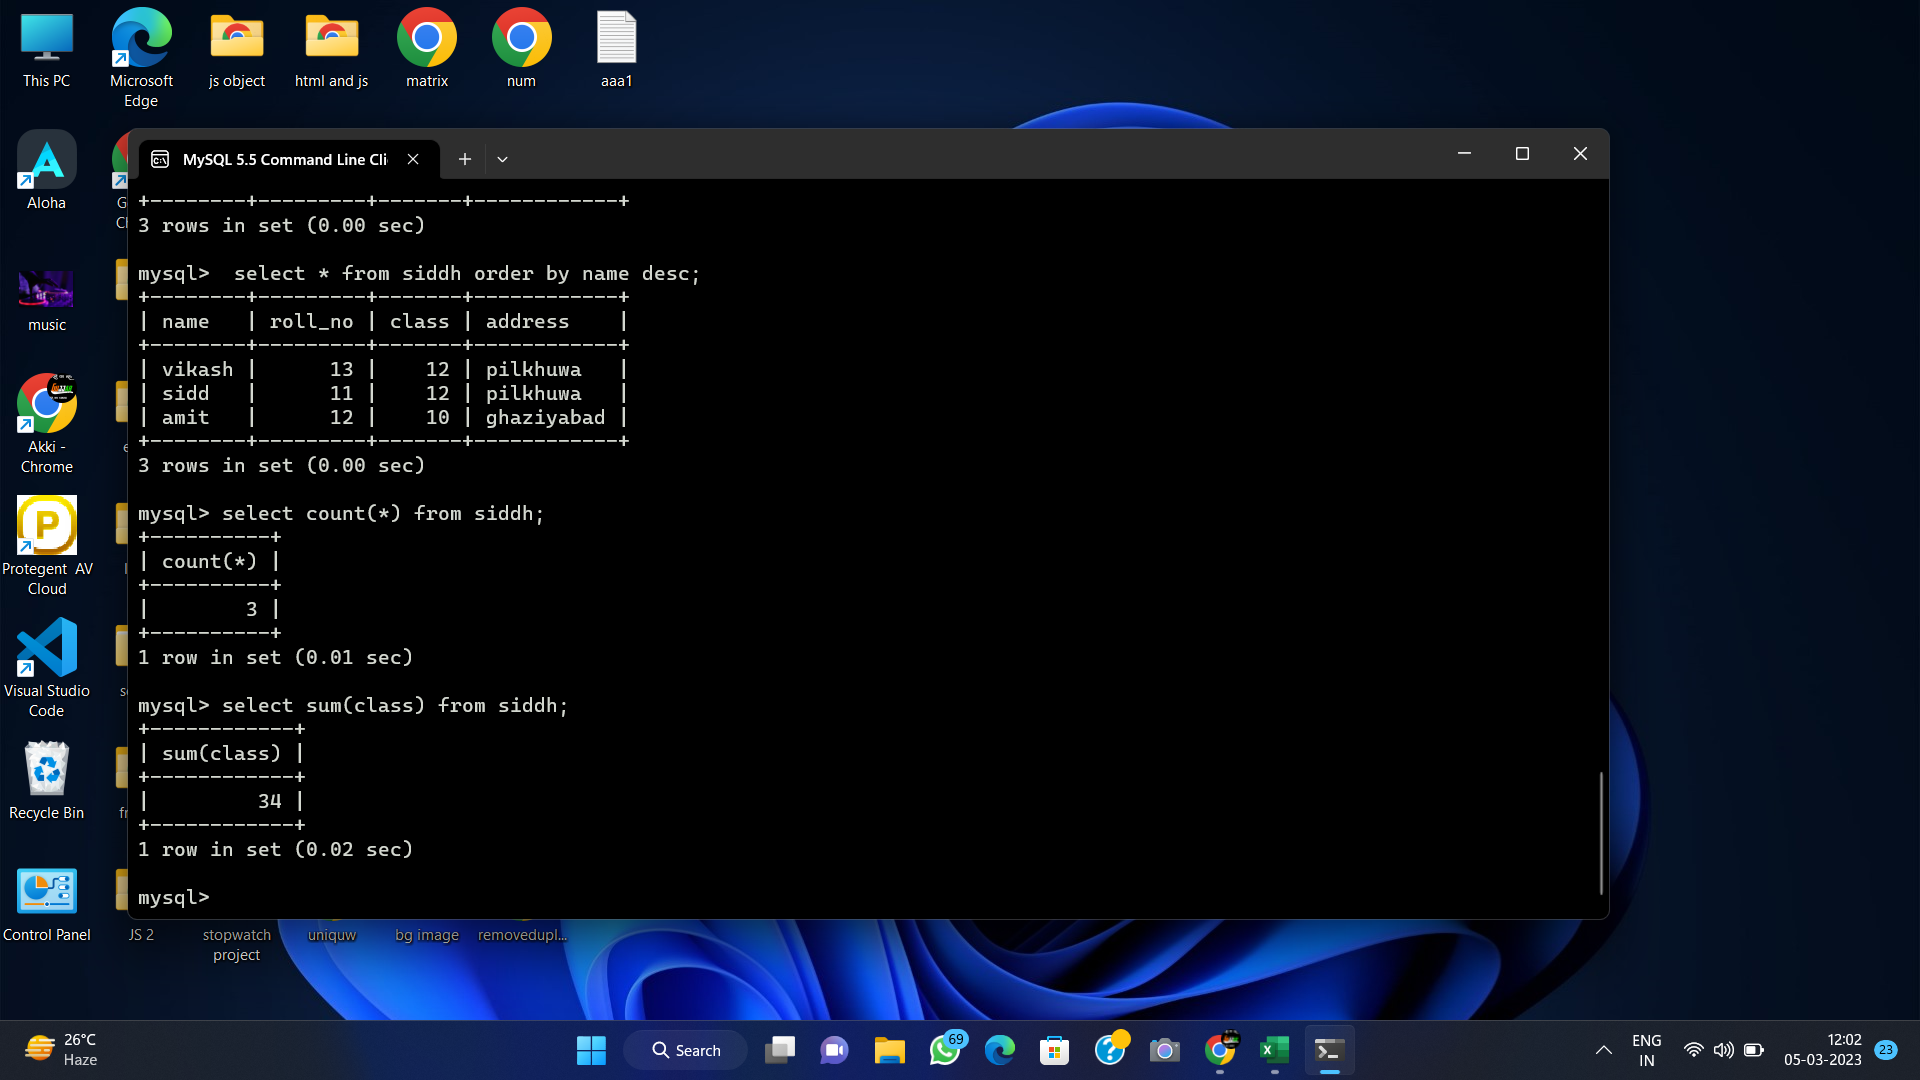 This PC
Microsoft
Edge
js object
html and js
matrix
num
aaa1
Aloha
music
Akki -
Chrome
Protegent AV
Cloud
Visual Studio
Code
Recycle Bin
Control Panel
MySQL 5.5 Command Line Cli
+--------+---------+-------+------------+
3 rows in set (0.00 sec)
mysql>  select * from siddh order by name desc;
+--------+---------+-------+------------+
| name   | roll_no | class | address    |
+--------+---------+-------+------------+
| vikash |      13 |    12 | pilkhuwa   |
| sidd   |      11 |    12 | pilkhuwa   |
| amit   |      12 |    10 | ghaziyabad |
+--------+---------+-------+------------+
3 rows in set (0.00 sec)
mysql> select count(*) from siddh;
+----------+
| count(*) |
+----------+
|        3 |
+----------+
1 row in set (0.01 sec)
mysql> select sum(class) from siddh;
+------------+
| sum(class) |
+------------+
|         34 |
+------------+
1 row in set (0.02 sec)
mysql>
JS 2
stopwatch
project
uniquw
bg image
removedupl...
26°C
Haze
Search
69
ENG
IN
12:02
05-03-2023
23